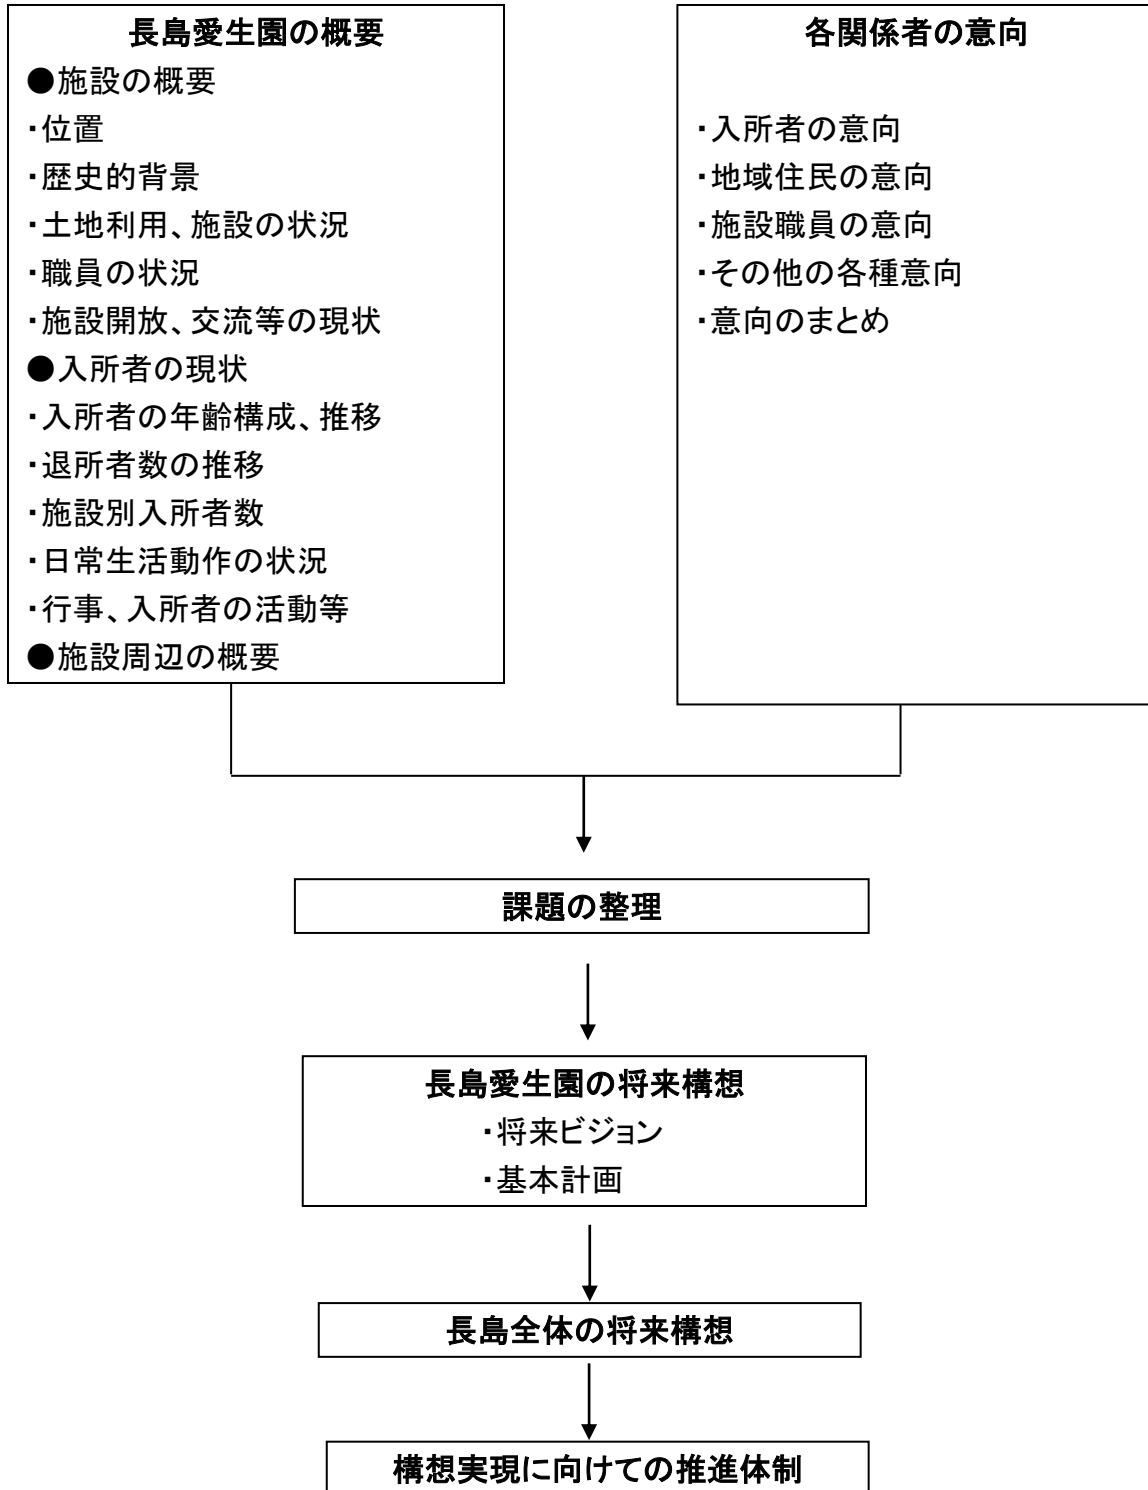 長島愛生園の概要
●施設の概要
・位置
・歴史的背景
・土地利用、施設の状況
・職員の状況
・施設開放、交流等の現状
●入所者の現状
・入所者の年齢構成、推移
・退所者数の推移
・施設別入所者数
・日常生活動作の状況
・行事、入所者の活動等
●施設周辺の概要
各関係者の意向
・入所者の意向
・地域住民の意向
・施設職員の意向
・その他の各種意向
・意向のまとめ
課題の整理
長島愛生園の将来構想
・将来ビジョン
・基本計画
長島全体の将来構想
構想実現に向けての推進体制